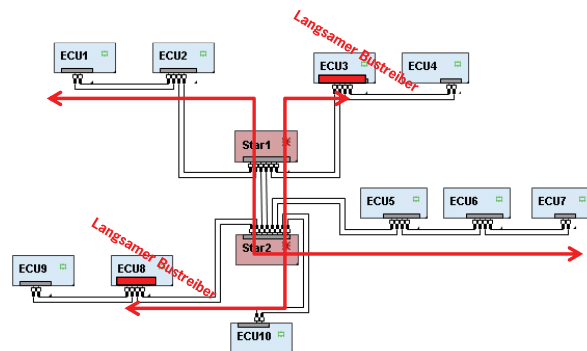 Langsamer Bustreiber
ECU1
ECU2
ECU3
ECU4
Star1
ECU5
ECU6
ECU7
Star2
Langsamer Bustreiber
ECU9
ECU8
ECU10